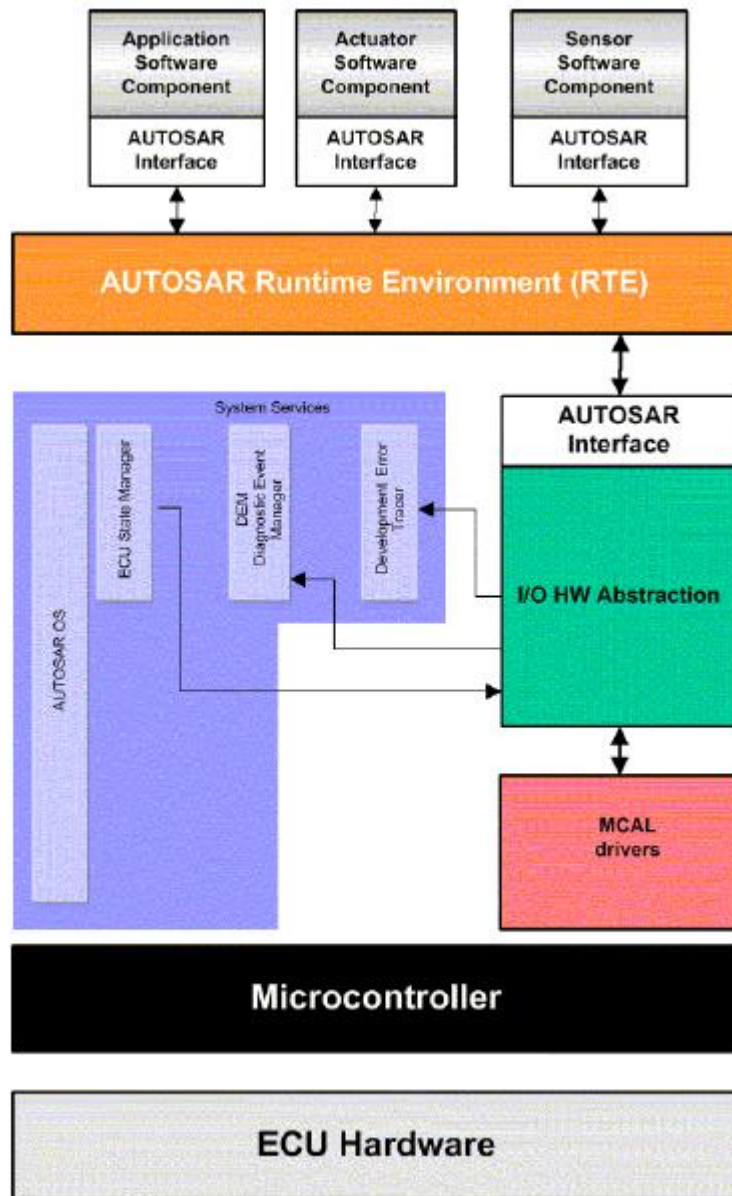 Application
Software
Component
AUTOSAR
Interface
Actuator
Software
Component
AUTOSAR
Interface
Sensor
Software
Component
AUTOSAR
Interface
AUTOSAR Runtime Environment (RTE)
System Services
AUTOSAR OS
ECU State Manager
DEM
Diagnostic Event
Manager
Development Error
Tracer
AUTOSAR
Interface
I/O HW Abstraction
MCAL
drivers
Microcontroller
ECU Hardware